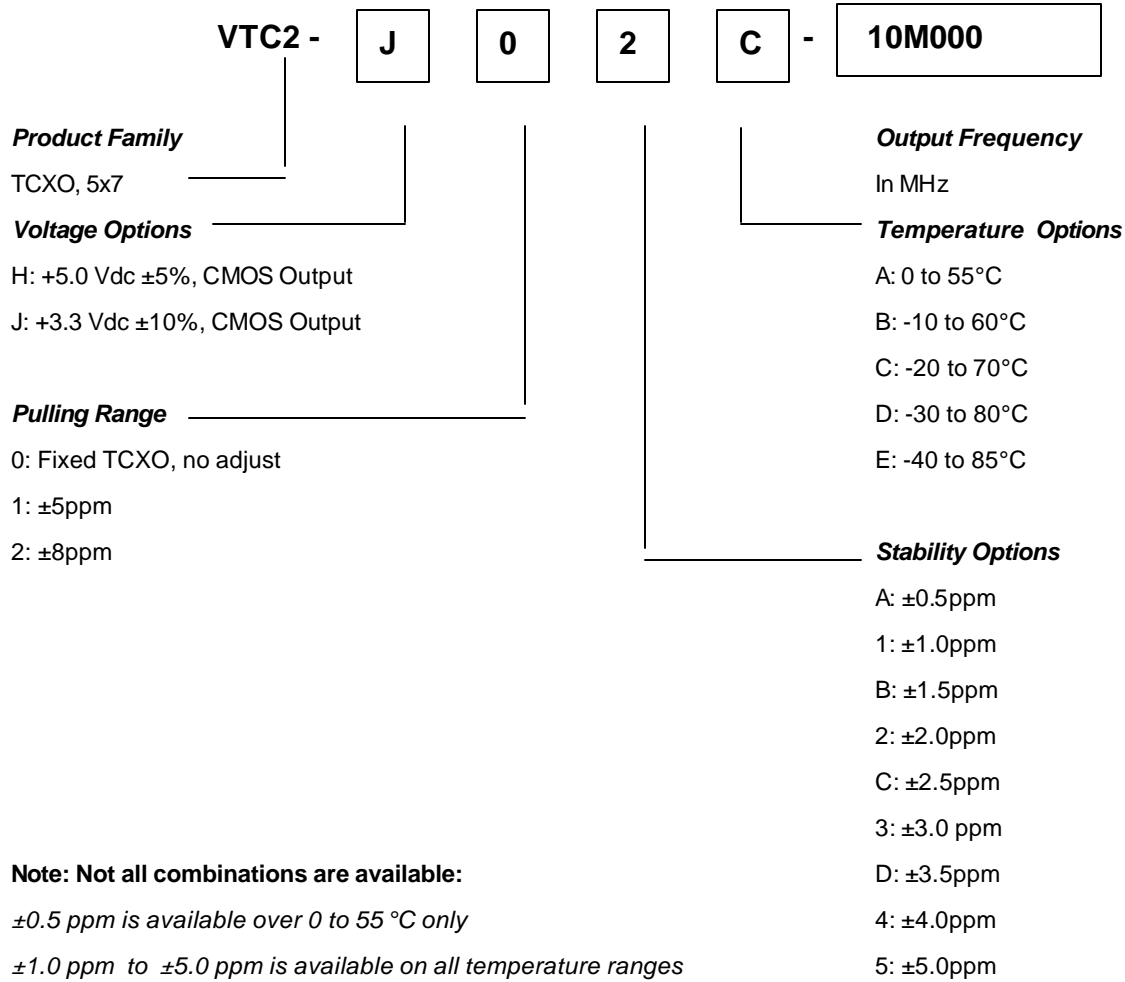 VTC2 - J 0 2 C - 10M000
Product Family
TCXO, 5x7
Voltage Options
H: +5.0 Vdc ±5%, CMOS Output
J: +3.3 Vdc ±10%, CMOS Output
Pulling Range
0: Fixed TCXO, no adjust
1: ±5ppm
2: ±8ppm
Output Frequency
In MHz
Temperature Options
A: 0 to 55°C
B: -10 to 60°C
C: -20 to 70°C
D: -30 to 80°C
E: -40 to 85°C
Stability Options
A: ±0.5ppm
1: ±1.0ppm
B: ±1.5ppm
2: ±2.0ppm
C: ±2.5ppm
3: ±3.0 ppm
D: ±3.5ppm
4: ±4.0ppm
5: ±5.0ppm
Note: Not all combinations are available:
±0.5 ppm is available over 0 to 55 °C only
±1.0 ppm to ±5.0 ppm is available on all temperature ranges